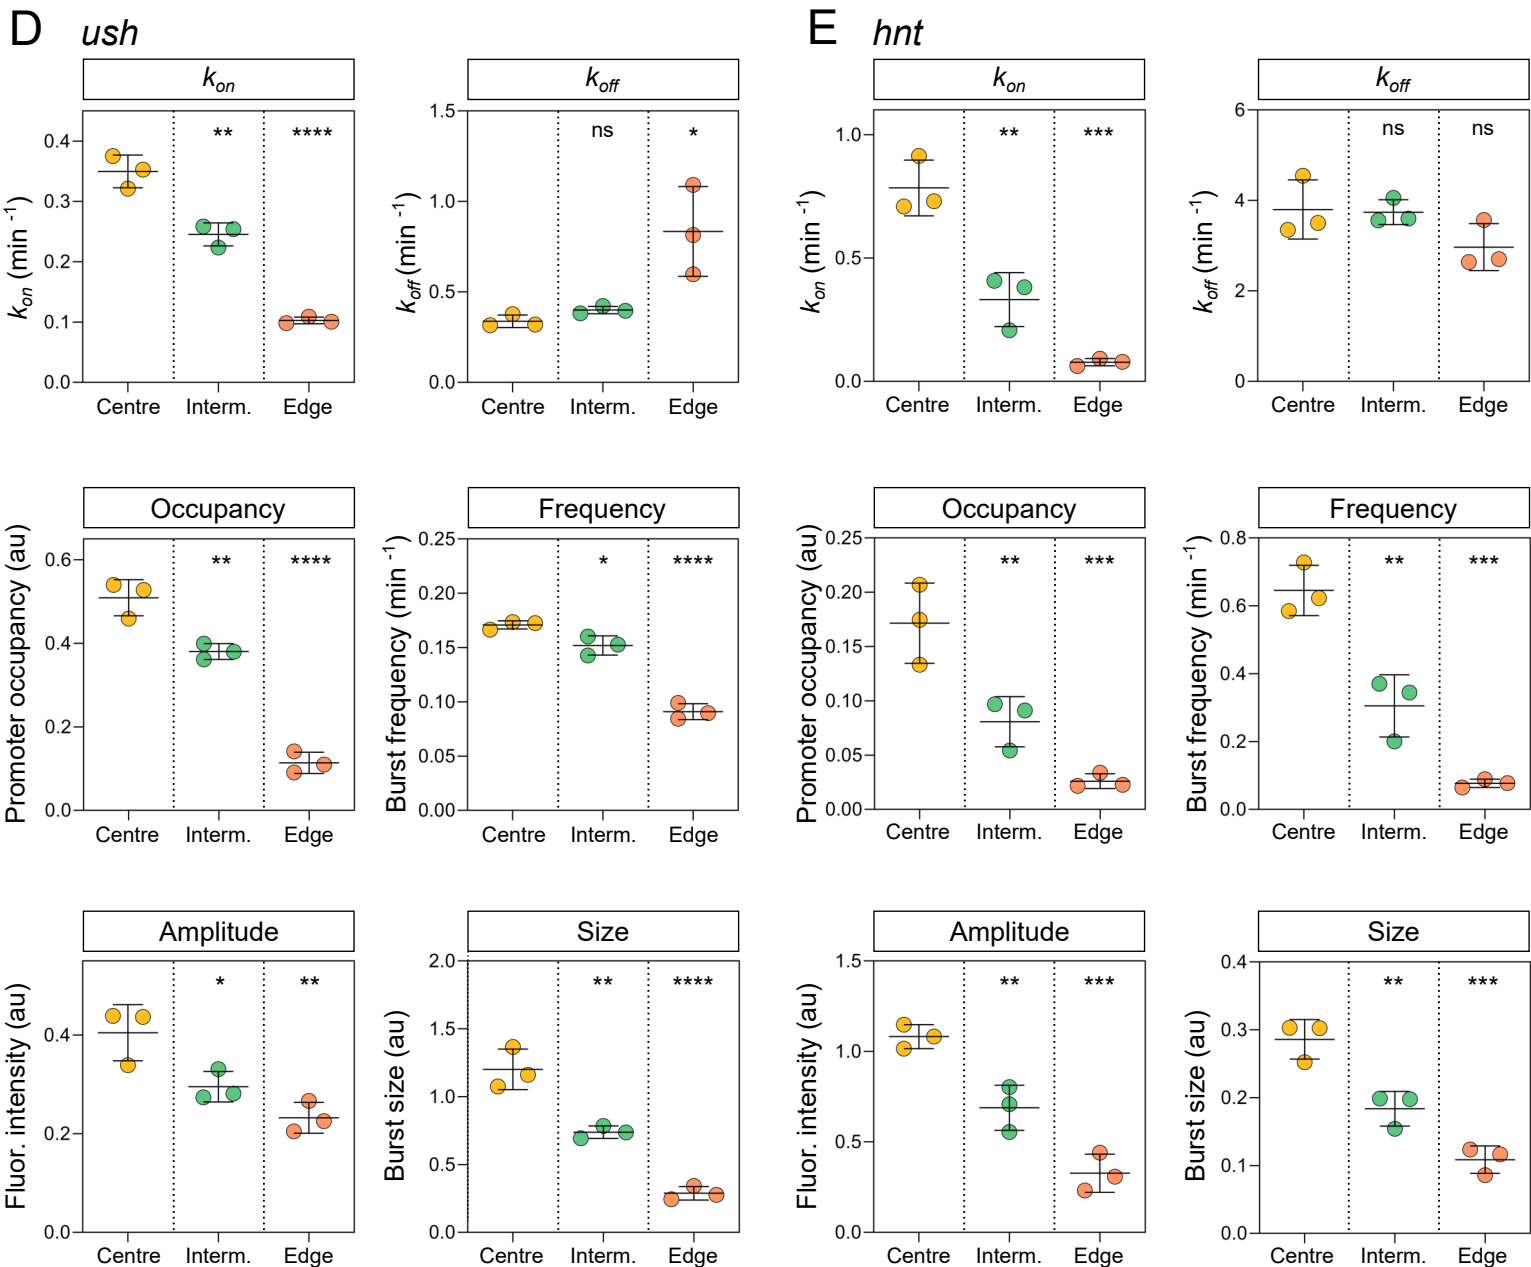 D ush
k_on
k_on (min ⁻¹)
0.4
0.3
0.2
0.1
0.0
** ****
Centre Interm. Edge
k_off
k_off (min ⁻¹)
1.5
1.0
0.5
0.0
ns *
Centre Interm. Edge
Occupancy
Promoter occupancy (au)
0.6
0.4
0.2
0.0
** ****
Centre Interm. Edge
Frequency
Burst frequency (min ⁻¹)
0.25
0.20
0.15
0.10
0.05
0.00
* ****
Centre Interm. Edge
Amplitude
Fluor. intensity (au)
0.4
0.2
0.0
* **
Centre Interm. Edge
Size
Burst size (au)
2.0
1.5
1.0
0.5
0.0
** ****
Centre Interm. Edge
E hnt
k_on
k_on (min ⁻¹)
1.0
0.5
0.0
** ***
Centre Interm. Edge
k_off
k_off (min ⁻¹)
6
4
2
0
ns ns
Centre Interm. Edge
Occupancy
Promoter occupancy (au)
0.25
0.20
0.15
0.10
0.05
0.00
** ***
Centre Interm. Edge
Frequency
Burst frequency (min ⁻¹)
0.8
0.6
0.4
0.2
0.0
** ***
Centre Interm. Edge
Amplitude
Fluor. intensity (au)
1.5
1.0
0.5
0.0
** ***
Centre Interm. Edge
Size
Burst size (au)
0.4
0.3
0.2
0.1
0.0
** ***
Centre Interm. Edge